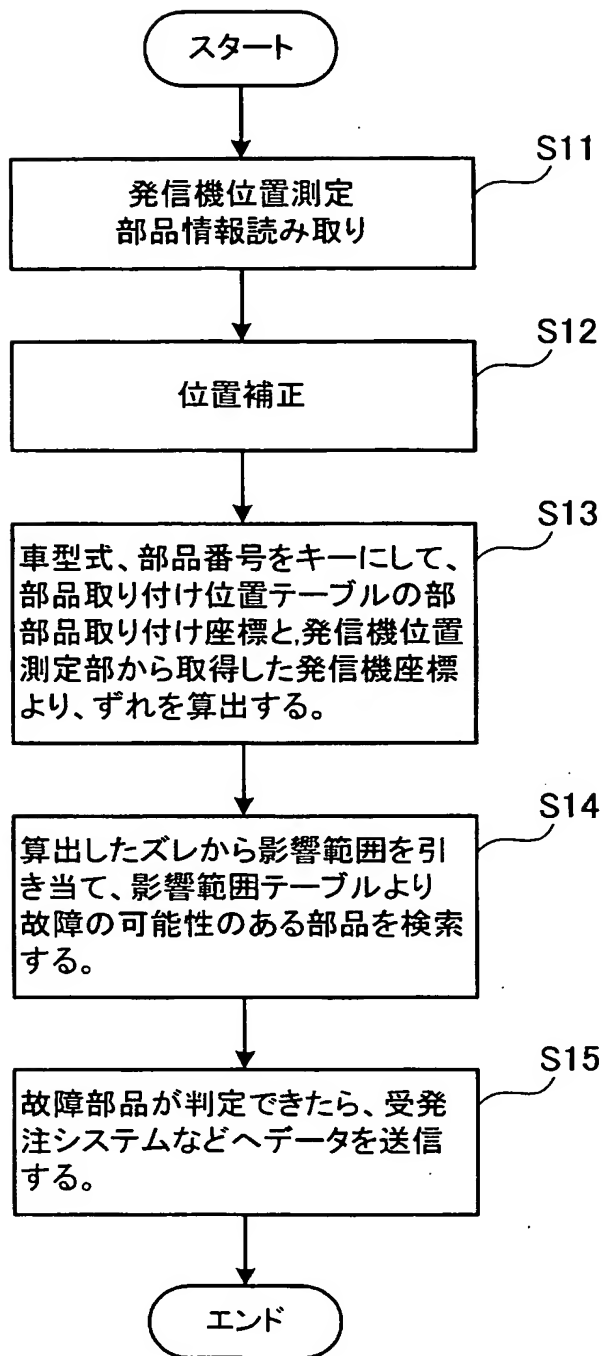 スタート
S11
発信機位置測定
部品情報読み取り
S12
位置補正
S13
車型式、部品番号をキーにして、
部品取り付け位置テーブルの部
部品取り付け座標と,発信機位置
測定部から取得した発信機座標
より、ずれを算出する。
S14
算出したズレから影響範囲を引
き当て、影響範囲テーブルより
故障の可能性のある部品を検索
する。
S15
故障部品が判定できたら、受発
注システムなどへデータを送信
する。
エンド